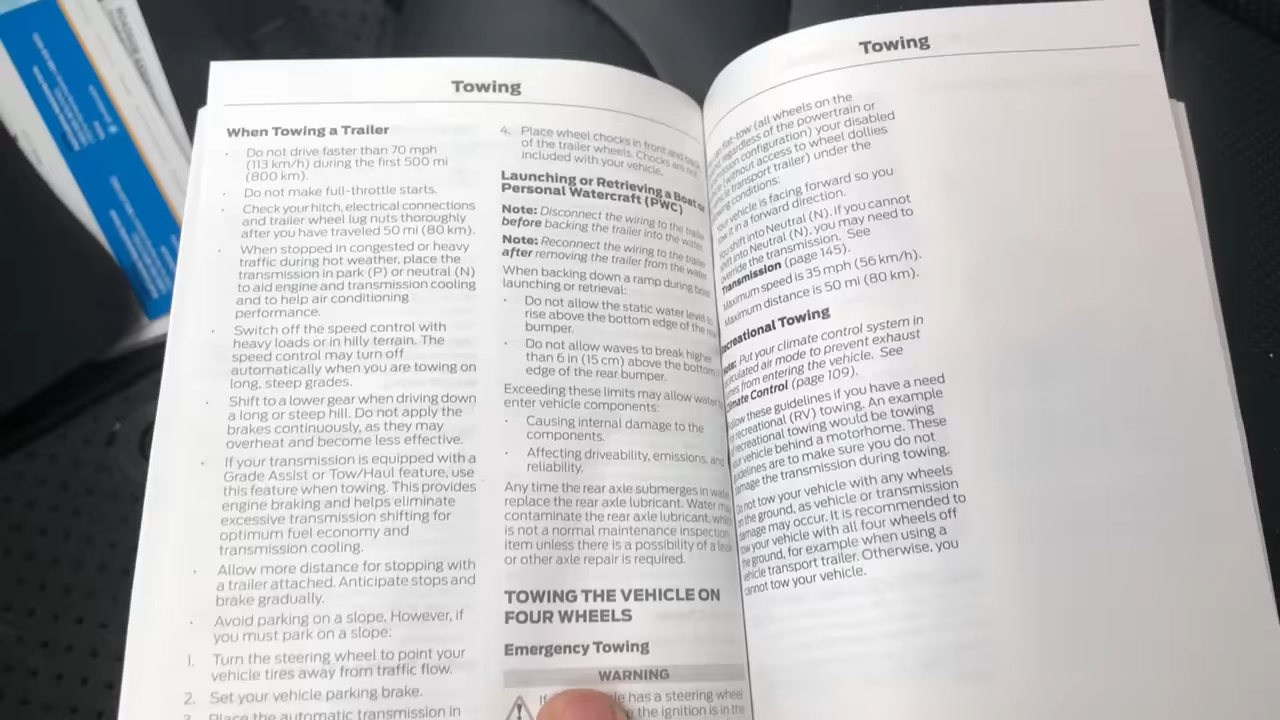 Towing
When Towing a Trailer
· Do not drive faster than 70 mph
(113 km/h) during the first 500 mi
(800 km).
· Do not make full-throttle starts.
· Check your hitch, electrical connections
and trailer wheel lug nuts thoroughly
after you have traveled 50 mi (80 km).
· When stopped in congested or heavy
traffic during hot weather, place the
transmission in park (P) or neutral (N)
to aid engine and transmission cooling
and to help air conditioning
performance.
· Switch off the speed control with
heavy loads or in hilly terrain. The
speed control may turn off
automatically when you are towing on
long, steep grades.
· Shift to a lower gear when driving down
a long or steep hill. Do not apply the
brakes continuously, as they may
overheat and become less effective.
· If your transmission is equipped with a
Grade Assist or Tow/Haul feature, use
this feature when towing. This provides
engine braking and helps eliminate
excessive transmission shifting for
optimum fuel economy and
transmission cooling.
· Allow more distance for stopping with
a trailer attached. Anticipate stops and
brake gradually.
· Avoid parking on a slope. However, if
you must park on a slope:
1. Turn the steering wheel to point your
vehicle tires away from traffic flow.
2. Set your vehicle parking brake.
3. Place the automatic transmission in
4. Place wheel chocks in front and back
of the trailer wheels. Chocks are not
included with your vehicle.
Launching or Retrieving a Boat or
Personal Watercraft (PWC)
Note: Disconnect the wiring to the trailer
before backing the trailer into the water.
Note: Reconnect the wiring to the trailer
after removing the trailer from the water.
When backing down a ramp during boat
launching or retrieval:
· Do not allow the static water level to
rise above the bottom edge of the
bumper.
· Do not allow waves to break higher
than 6 in (15 cm) above the bottom
edge of the rear bumper.
Exceeding these limits may allow water to
enter vehicle components:
· Causing internal damage to the
components.
· Affecting driveability, emissions, and
reliability.
Any time the rear axle submerges in
replace the rear axle lubricant. Water
contaminate the rear axle lubricant,
is not a normal maintenance inspection
item unless there is a possibility of a
or other axle repair is required.
TOWING THE VEHICLE ON
FOUR WHEELS
Emergency Towing
WARNING
If has a steering wheel
the ignition is in the
Towing
flat-tow (all wheels on the
regardless of the powertrain or
configuration) your disabled
(without access to wheel dollies
transport trailer) under the
conditions:
vehicle is facing forward so you
it in a forward direction.
shift into Neutral (N). If you cannot
shift into Neutral (N), you may need to
override the transmission. See
Transmission (page 145).
Maximum speed is 35 mph (56 km/h).
Maximum distance is 50 mi (80 km).
Recreational Towing
Note: Put your climate control system in
air mode to prevent exhaust
from entering the vehicle. See
Climate Control (page 109).
these guidelines if you have a need
recreational (RV) towing. An example
recreational towing would be towing
your vehicle behind a motorhome. These
guidelines are to make sure you do not
damage the transmission during towing.
Do not tow your vehicle with any wheels
on the ground, as vehicle or transmission
damage may occur. It is recommended to
tow your vehicle with all four wheels off
the ground, for example when using a
vehicle transport trailer. Otherwise, you
cannot tow your vehicle.